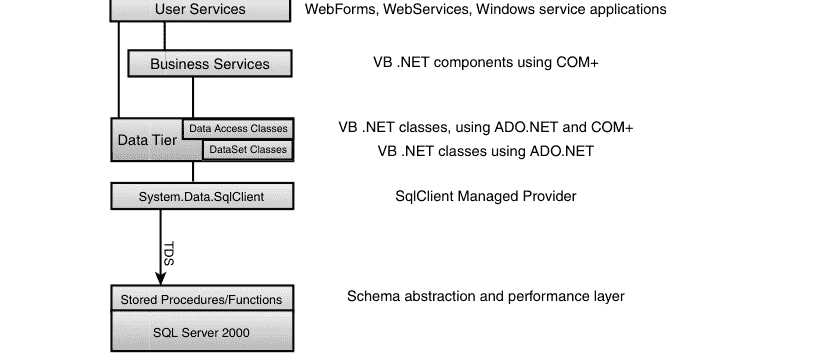 User Services WebForms, WebServices, Windows service applications
Business Services VB .NET components using COM+
Data Access Classes VB .NET classes, using ADO.NET and COM+
Data Tier
DataSet Classes VB .NET classes using ADO.NET
System.Data.SqlClient SqlClient Managed Provider
TDS
Stored Procedures/Functions Schema abstraction and performance layer
SQL Server 2000